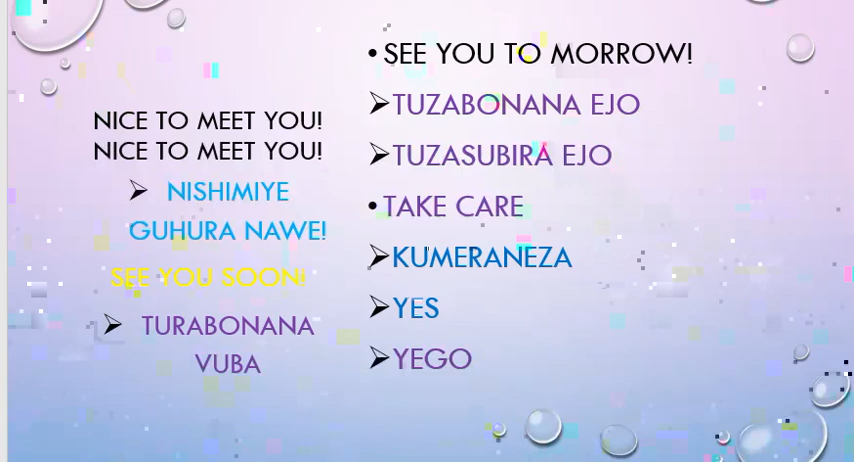 NICE TO MEET YOU!
NICE TO MEET YOU!
NISHIMIYE
GUHURA NAWE!
SEE YOU SOON!
TURABONANA
VUBA
SEE YOU TO MORROW!
TUZABONANA EJO
TUZASUBIRA EJO
TAKE CARE
KUMERANEZA
YES
YEGO